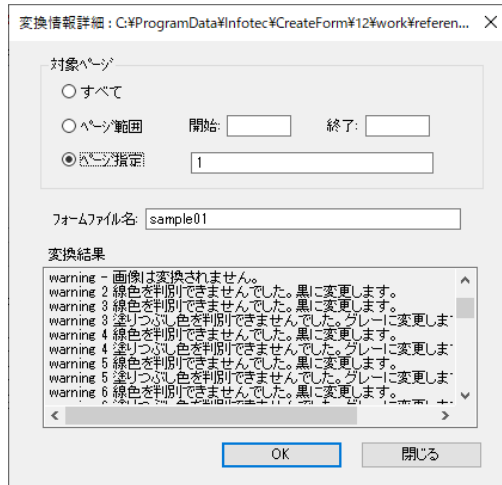 変換情報詳細 : C:¥ProgramData¥Infotec¥CreateForm¥12¥work¥referen...
対象ページ
すべて
ページ範囲 開始: 終了:
ページ指定 1
フォームファイル名: sample01
変換結果
warning - 画像は変換されません。
warning 2 線色を判別できませんでした。黒に変更します。
warning 3 線色を判別できませんでした。黒に変更します。
warning 3 塗りつぶし色を判別できませんでした。グレーに変更しま
warning 4 線色を判別できませんでした。黒に変更します。
warning 4 塗りつぶし色を判別できませんでした。グレーに変更しま
warning 5 線色を判別できませんでした。黒に変更します。
warning 5 塗りつぶし色を判別できませんでした。グレーに変更しま
warning 6 線色を判別できませんでした。黒に変更します。
OK 閉じる